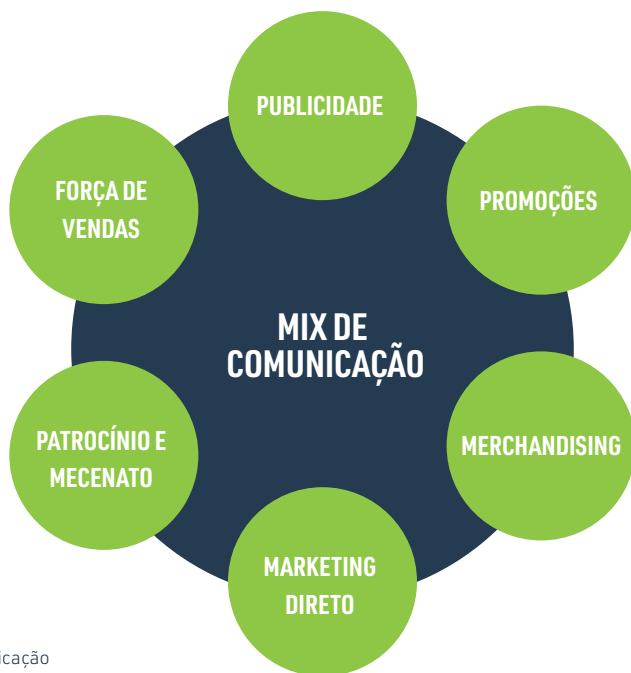 PUBLICIDADE
PROMOÇÕES
FORÇA DE
VENDAS
MIX DE
COMUNICAÇÃO
MERCHANDISING
PATROCÍNIO E
MECENATO
MARKETING
DIRETO
icação